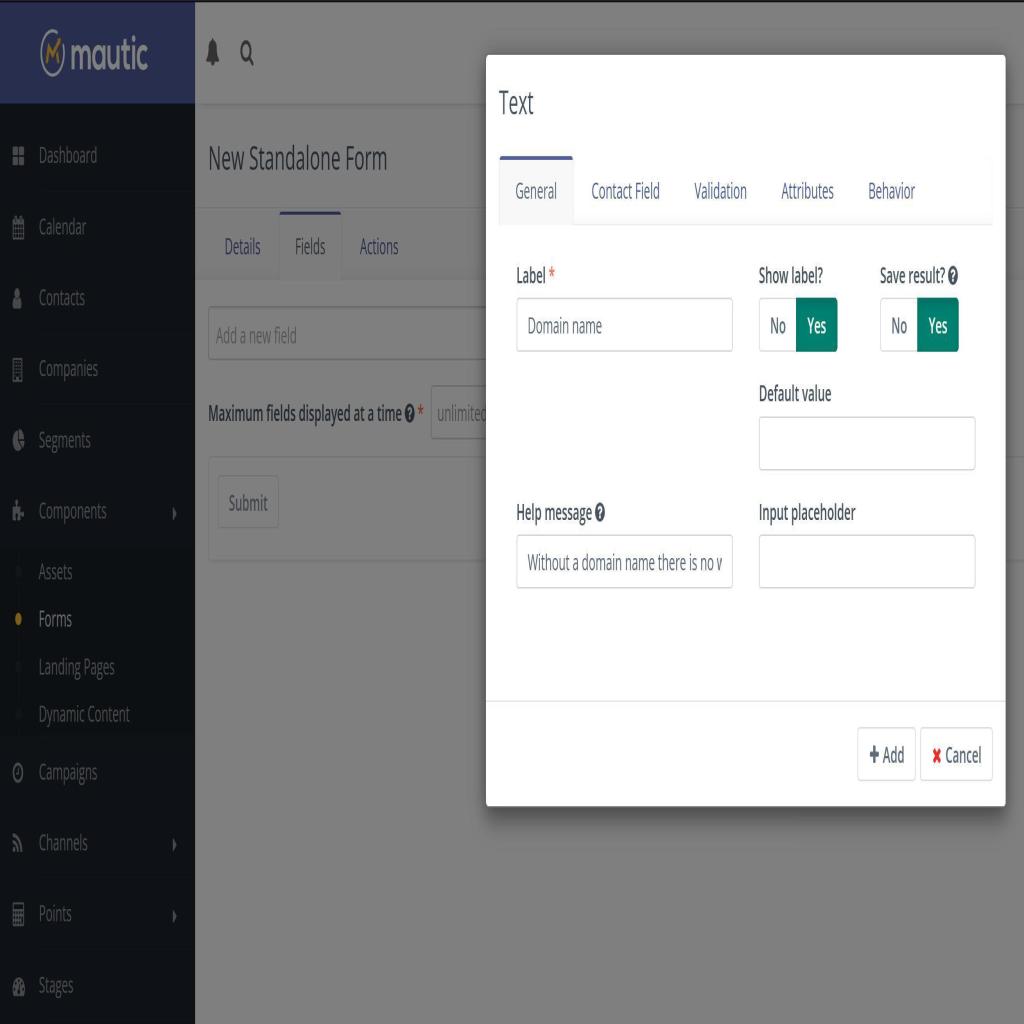 mautic
Dashboard
Calendar
Contacts
Companies
Segments
Components
Assets
Forms
Landing Pages
Dynamic Content
Campaigns
Channels
Points
Stages
New Standalone Form
Details Fields Actions
Add a new field
Maximum fields displayed at a time * unlimited
Submit
Text
General Contact Field Validation Attributes Behavior
Label * Show label? Save result?
Domain name No Yes No Yes
Default value
Help message Input placeholder
Without a domain name there is no
Add Cancel